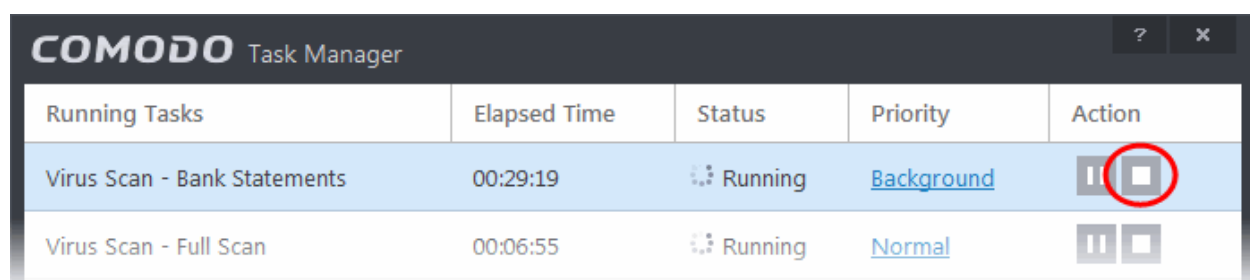 COMODO Task Manager ? ×
Running Tasks Elapsed Time Status Priority Action
Virus Scan - Bank Statements 00:29:19 Running Background
Virus Scan - Full Scan 00:06:55 Running Normal